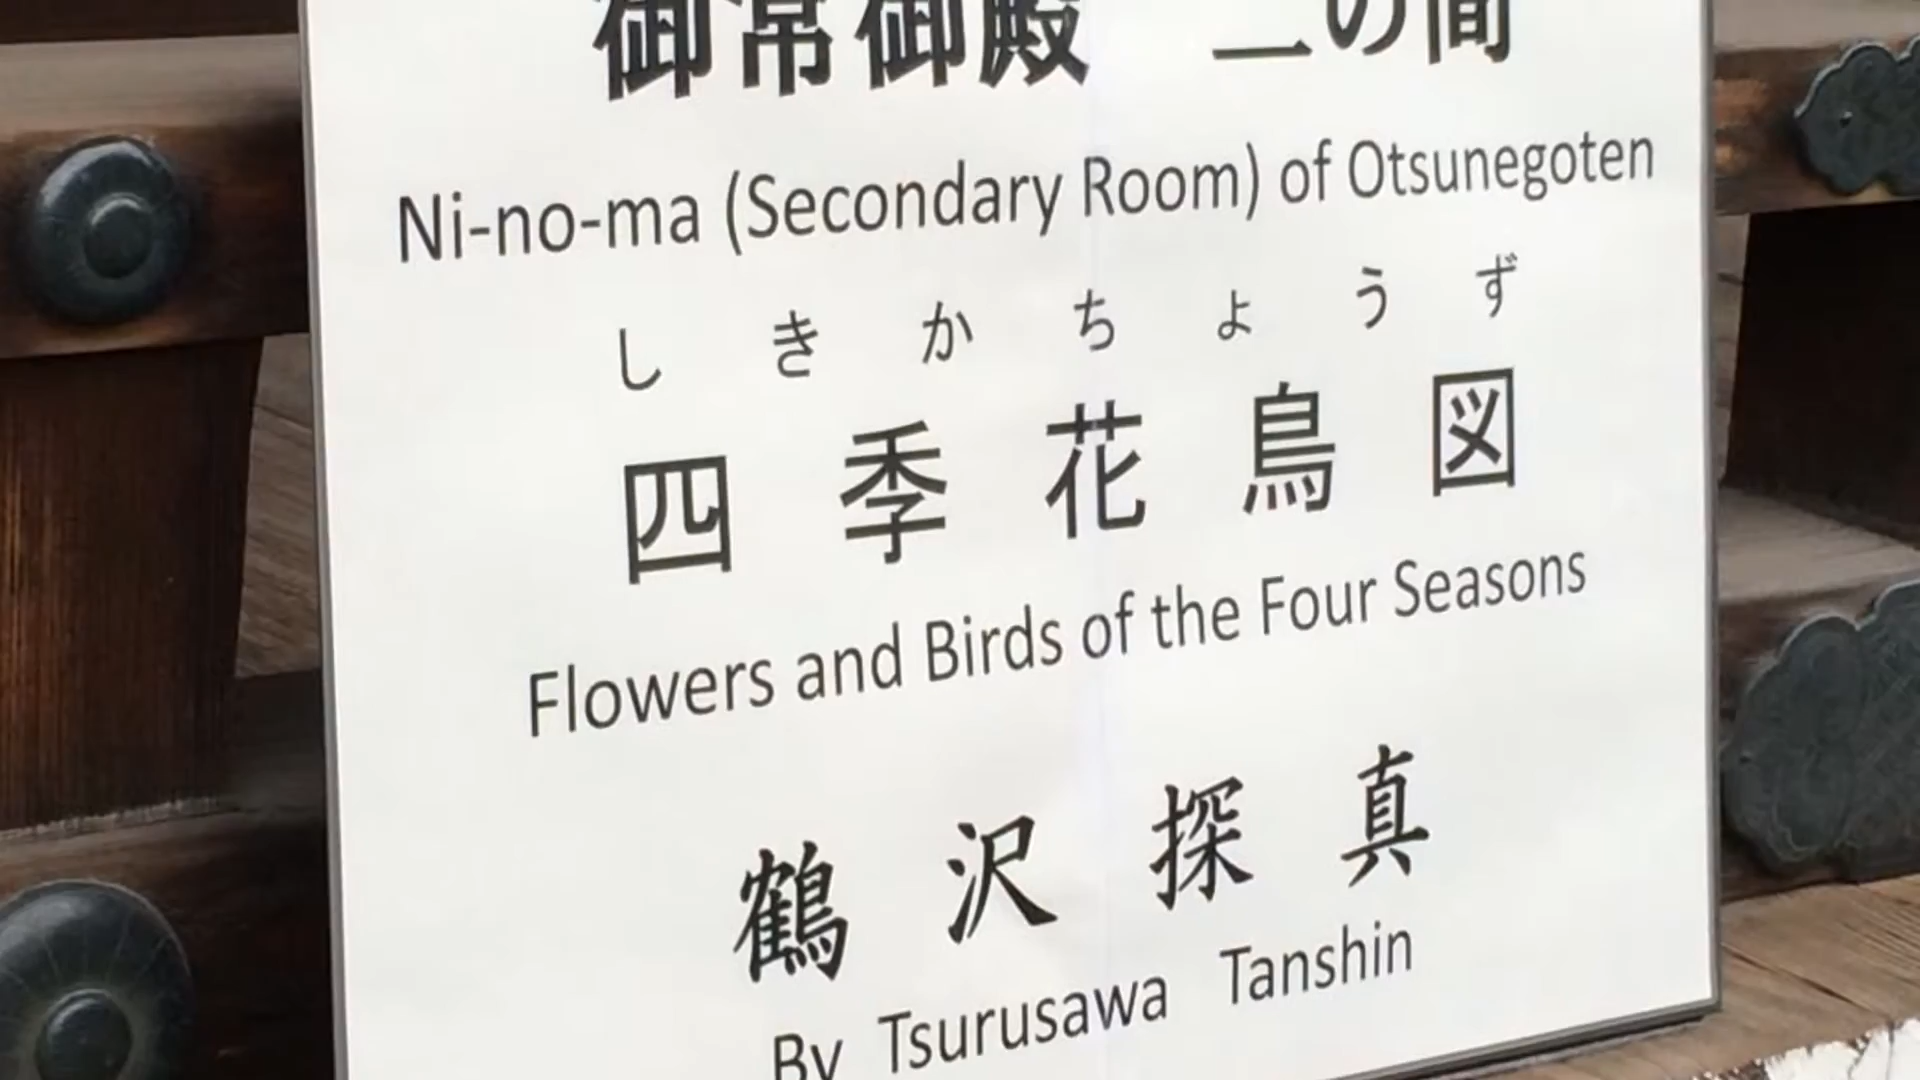 御常御殿 二の間
Ni-no-ma (Secondary Room) of Otsunegoten
しきかちょうず
四季花鳥図
Flowers and Birds of the Four Seasons
鶴沢探真
By Tsurusawa Tanshin